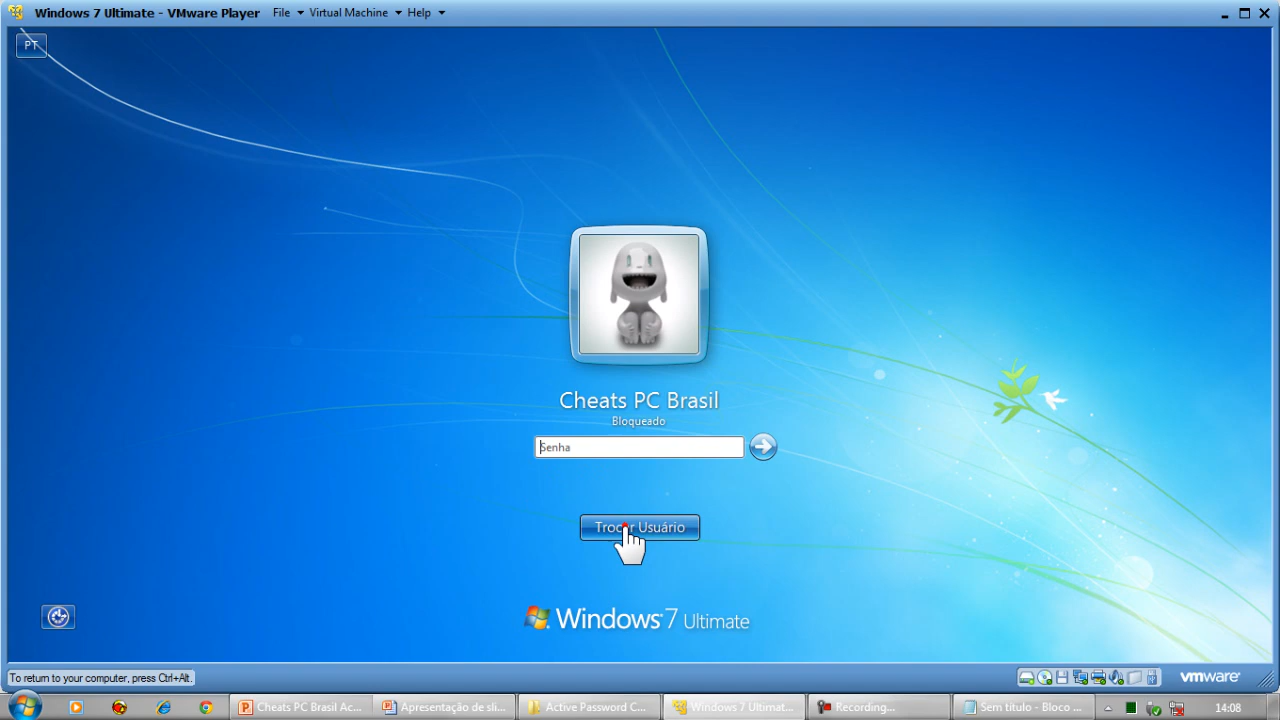 Windows 7 Ultimate - VMware Player File Virtual Machine Help
PT
Cheats PC Brasil
Bloqueado
Senha
Trocar Usuário
Windows 7 Ultimate
To return to your computer, press Ctrl+Alt.
vmware
Cheats PC Brasil Ac... Apresentação de sli... Active Password C... Windows 7 Ultimat... Recording... Sem título - Bloco ... 14:08